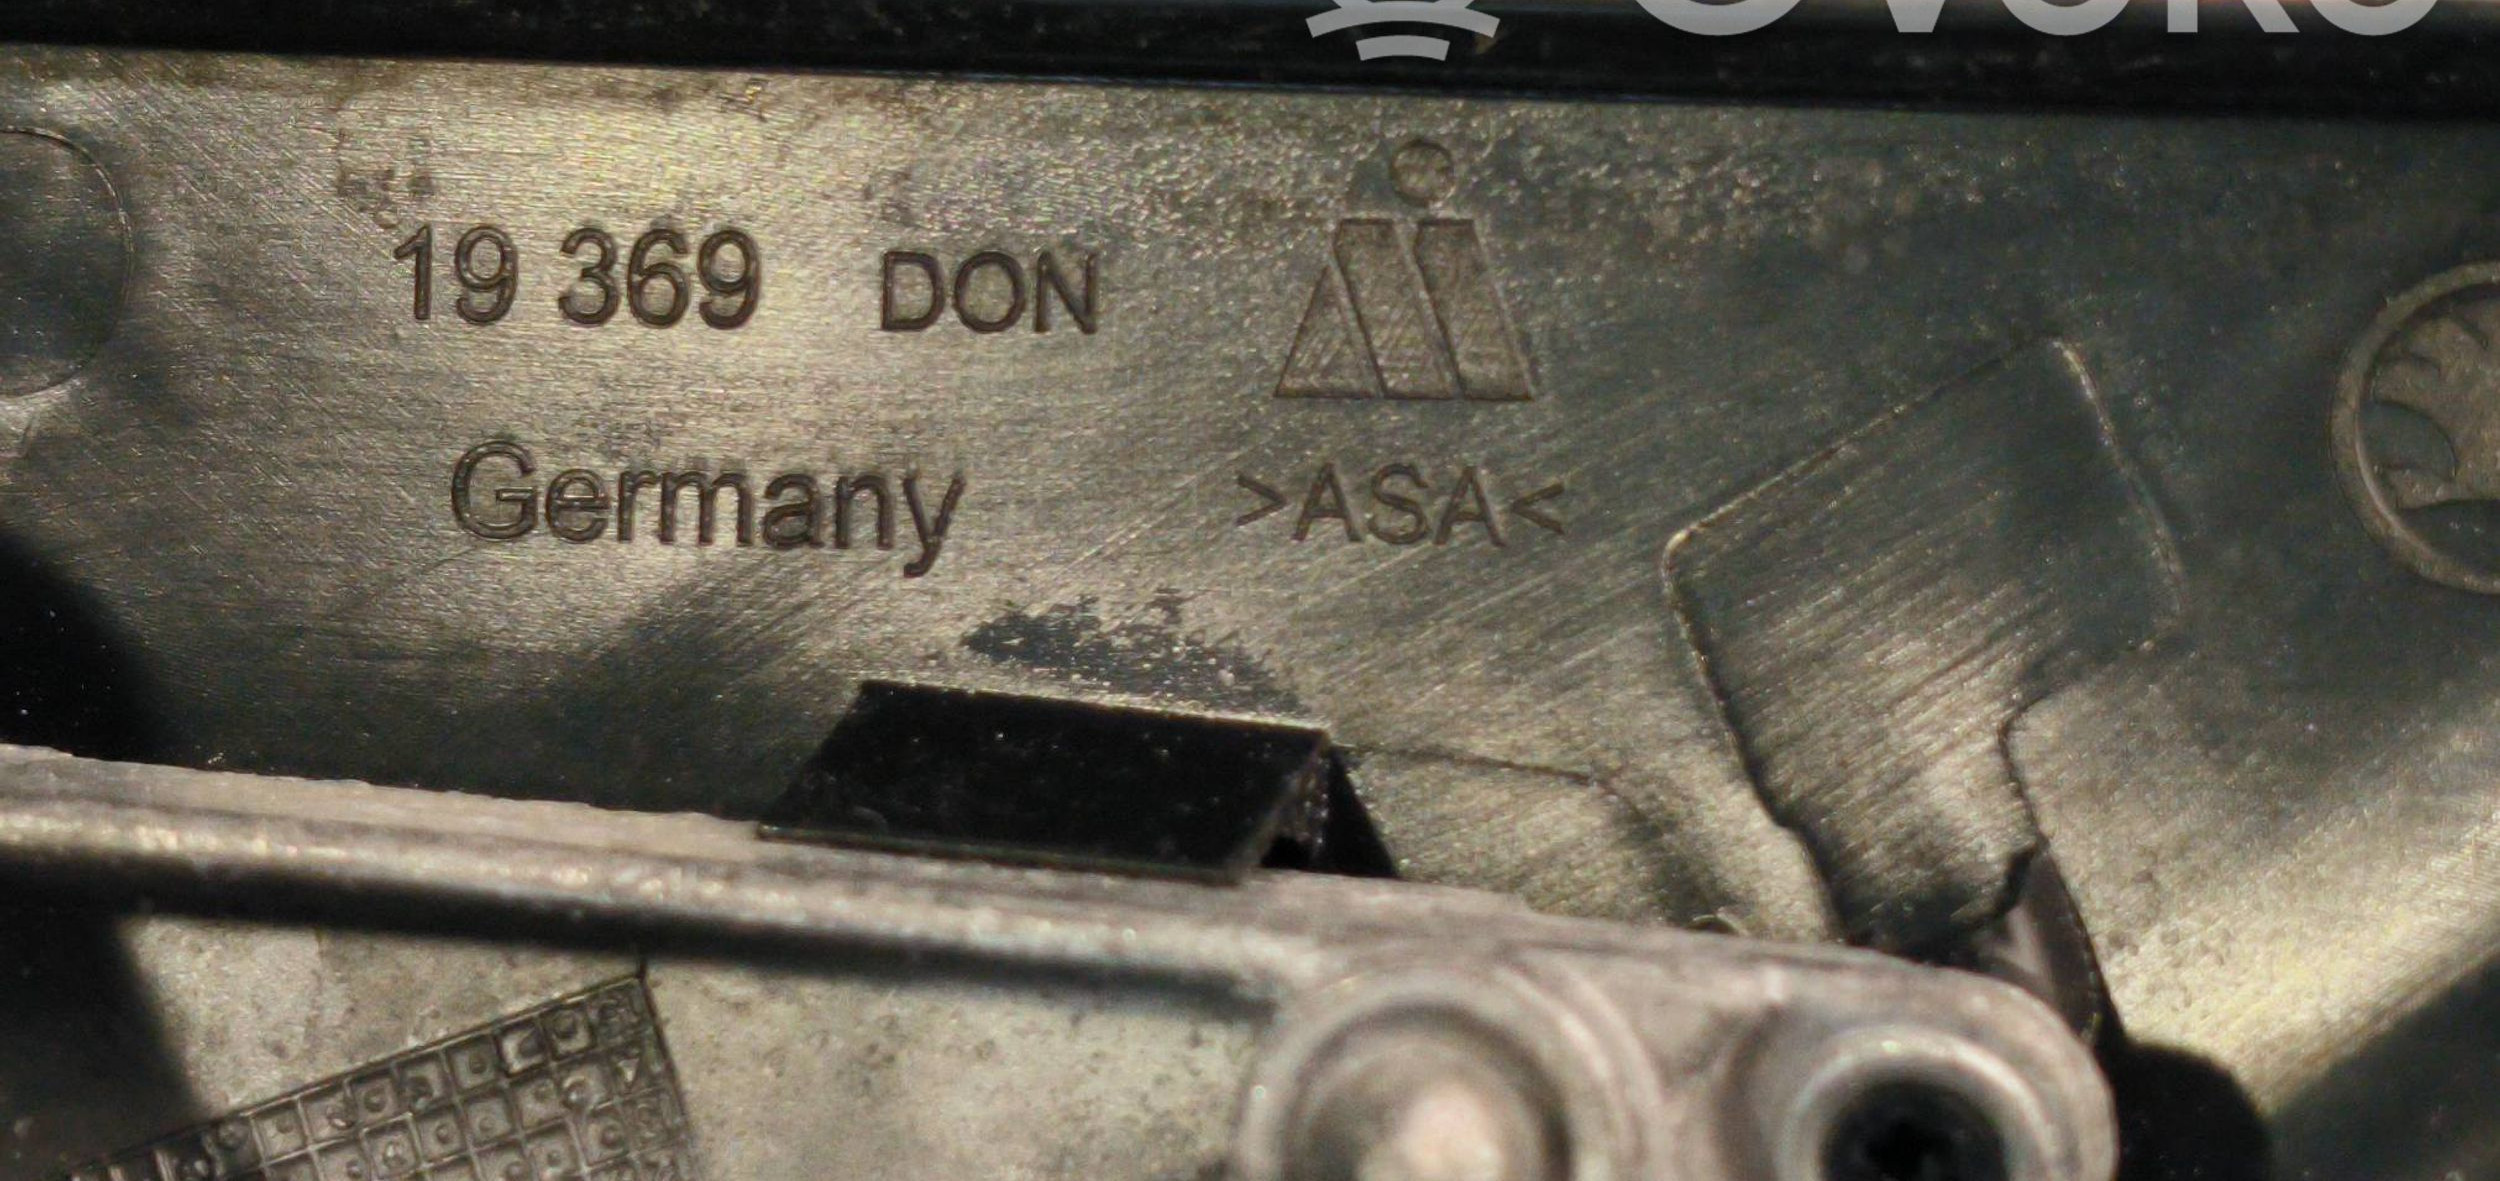 19 369 DON
Germany
>ASA<